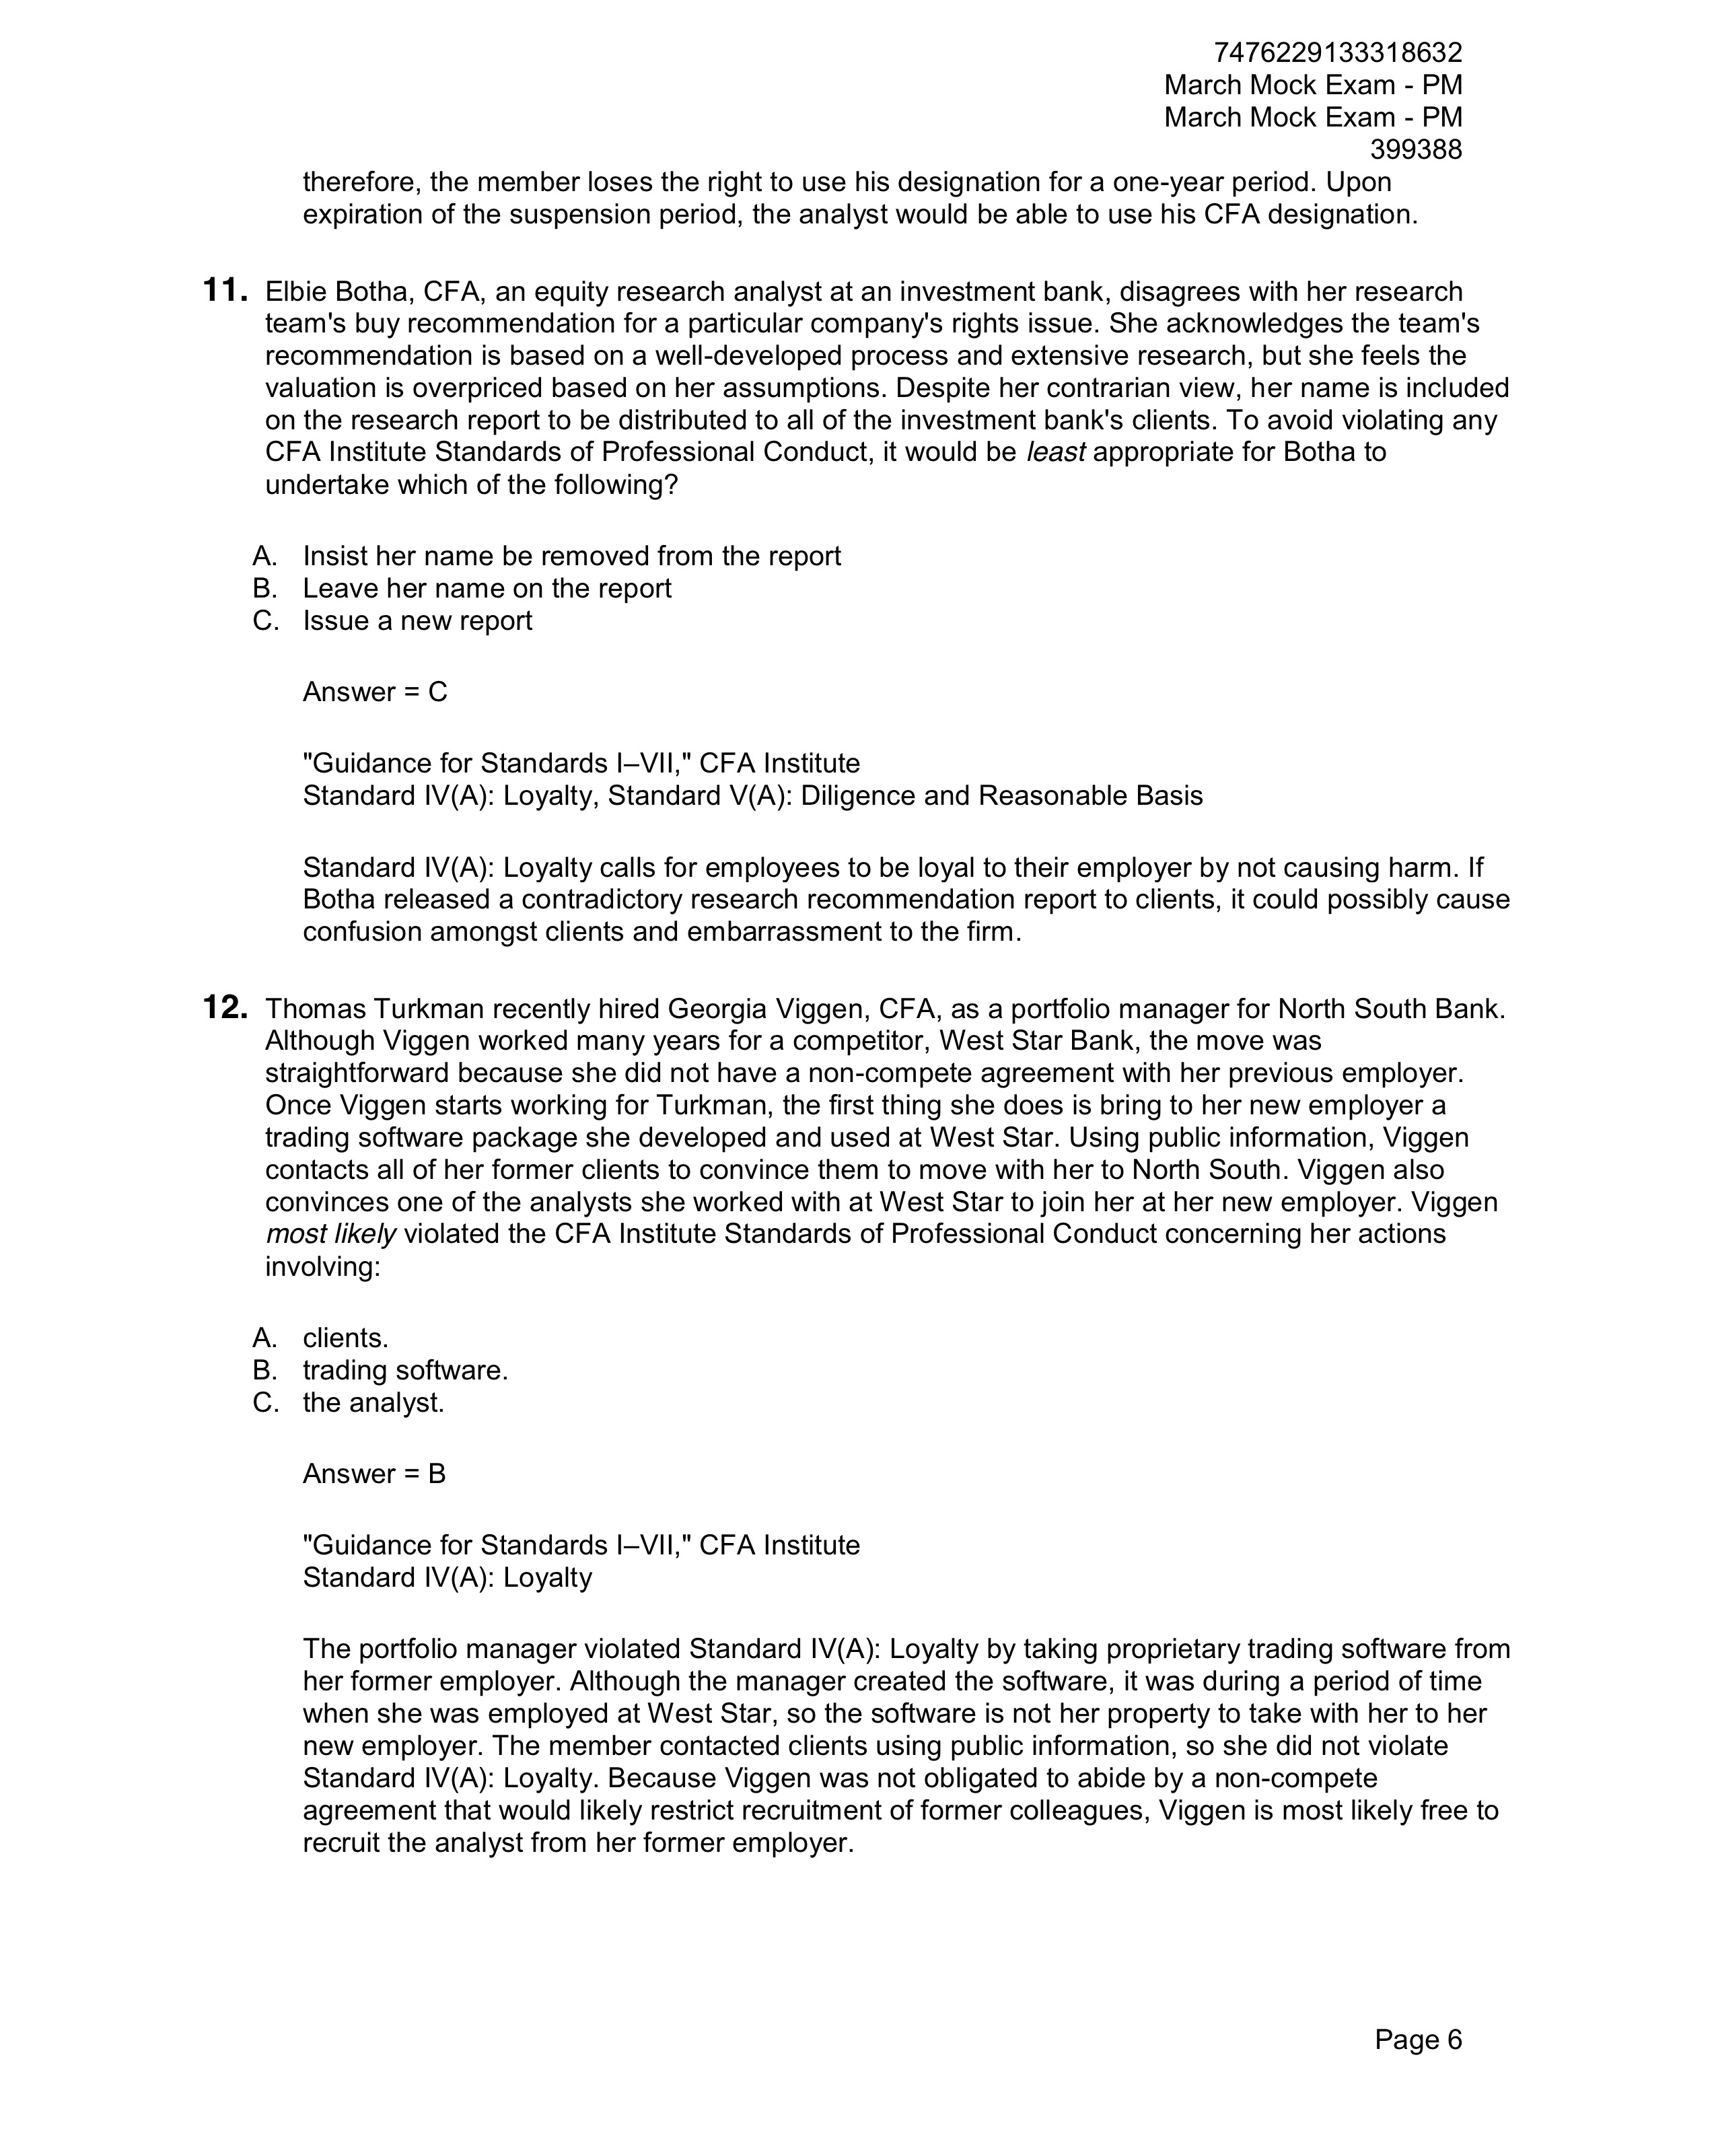 7476229133318632
March Mock Exam - PM
March Mock Exam - PM
399388
therefore, the member loses the right to use his designation for a one-year period. Upon
expiration of the suspension period, the analyst would be able to use his CFA designation.
11. Elbie Botha, CFA, an equity research analyst at an investment bank, disagrees with her research
team's buy recommendation for a particular company's rights issue. She acknowledges the team's
recommendation is based on a well-developed process and extensive research, but she feels the
valuation is overpriced based on her assumptions. Despite her contrarian view, her name is included
on the research report to be distributed to all of the investment bank's clients. To avoid violating any
CFA Institute Standards of Professional Conduct, it would be least appropriate for Botha to
undertake which of the following?
A. Insist her name be removed from the report
B. Leave her name on the report
C. Issue a new report
Answer = C
"Guidance for Standards I–VII," CFA Institute
Standard IV(A): Loyalty, Standard V(A): Diligence and Reasonable Basis
Standard IV(A): Loyalty calls for employees to be loyal to their employer by not causing harm. If
Botha released a contradictory research recommendation report to clients, it could possibly cause
confusion amongst clients and embarrassment to the firm.
12. Thomas Turkman recently hired Georgia Viggen, CFA, as a portfolio manager for North South Bank.
Although Viggen worked many years for a competitor, West Star Bank, the move was
straightforward because she did not have a non-compete agreement with her previous employer.
Once Viggen starts working for Turkman, the first thing she does is bring to her new employer a
trading software package she developed and used at West Star. Using public information, Viggen
contacts all of her former clients to convince them to move with her to North South. Viggen also
convinces one of the analysts she worked with at West Star to join her at her new employer. Viggen
most likely violated the CFA Institute Standards of Professional Conduct concerning her actions
involving:
A. clients.
B. trading software.
C. the analyst.
Answer = B
"Guidance for Standards I–VII," CFA Institute
Standard IV(A): Loyalty
The portfolio manager violated Standard IV(A): Loyalty by taking proprietary trading software from
her former employer. Although the manager created the software, it was during a period of time
when she was employed at West Star, so the software is not her property to take with her to her
new employer. The member contacted clients using public information, so she did not violate
Standard IV(A): Loyalty. Because Viggen was not obligated to abide by a non-compete
agreement that would likely restrict recruitment of former colleagues, Viggen is most likely free to
recruit the analyst from her former employer.
Page 6